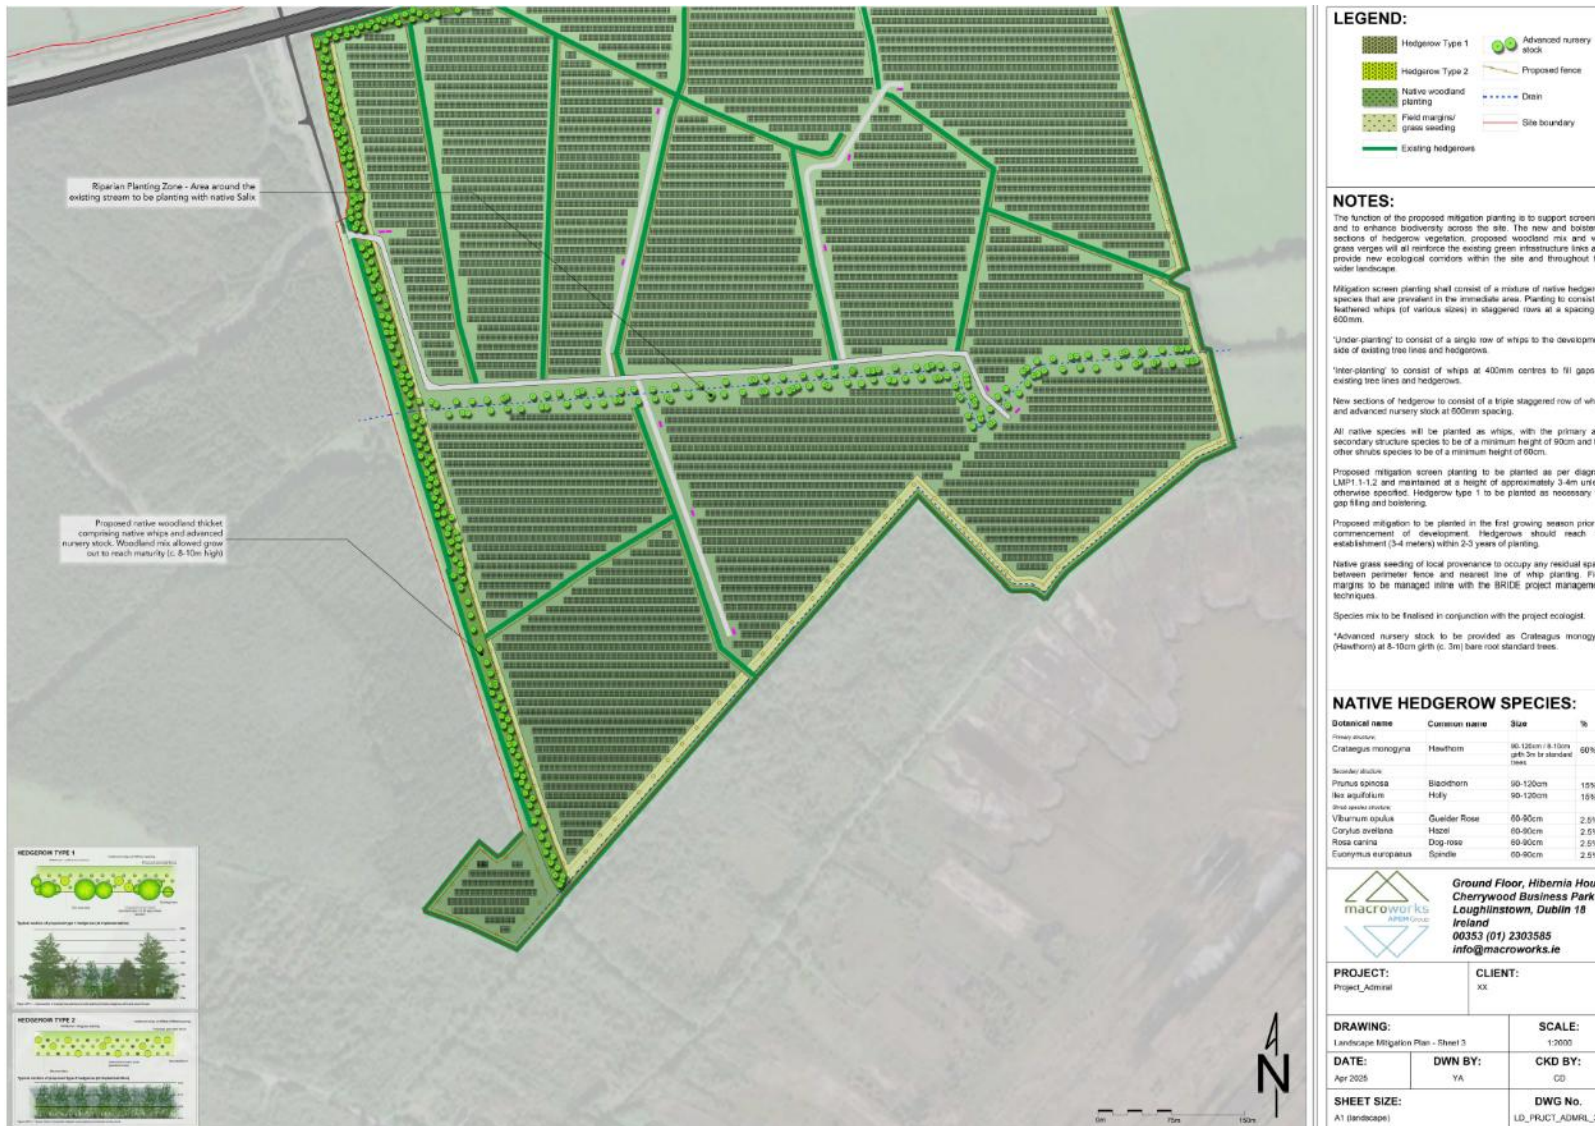 Riparian Planting Zone - Area around the
existing stream to be planting with native Salix
Proposed native woodland thicket
comprising native whips and advanced
nursery stock. Woodland mix allowed grow
out to reach maturity (c. 8-10m high)
HEDGEROW TYPE 1
HEDGEROW TYPE 2
N
0m 75m 150m
LEGEND:
Hedgerow Type 1
Hedgerow Type 2
Native woodland
planting
Field margins/
grass seeding
Existing hedgerows
Advanced nursery
stock
Proposed fence
Drain
Site boundary
NOTES:
The function of the proposed mitigation planting is to support screen
and to enhance biodiversity across the site. The new and bolster
sections of hedgerow vegetation, proposed woodland mix and w
grass verges will all reinforce the existing green infrastructure links a
provide new ecological corridors within the site and throughout t
wider landscape.
Mitigation screen planting shall consist of a mixture of native hedger
species that are prevalent in the immediate area. Planting to consist
feathered whips (of various sizes) in staggered rows at a spacing
600mm.
'Under-planting' to consist of a single row of whips to the developme
side of existing tree lines and hedgerows.
'Inter-planting' to consist of whips at 400mm centres to fill gaps
existing tree lines and hedgerows.
New sections of hedgerow to consist of a triple staggered row of wh
and advanced nursery stock at 600mm spacing.
All native species will be planted as whips, with the primary a
secondary structure species to be of a minimum height of 90cm and
other shrubs species to be of a minimum height of 60cm.
Proposed mitigation screen planting to be planted as per diagra
LMP1.1-1.2 and maintained at a height of approximately 3-4m unle
otherwise specified. Hedgerow type 1 to be planted as necessary
gap filling and bolstering.
Proposed mitigation to be planted in the first growing season prior
commencement of development. Hedgerows should reach
establishment (3-4 meters) within 2-3 years of planting.
Native grass seeding of local provenance to occupy any residual spa
between perimeter fence and nearest line of whip planting. Fi
margins to be managed inline with the BRIDE project manageme
techniques.
Species mix to be finalised in conjunction with the project ecologist.
*Advanced nursery stock to be provided as Crateagus monogy
(Hawthorn) at 8-10cm girth (c. 3m) bare root standard trees.
NATIVE HEDGEROW SPECIES:
Botanical name Common name Size %
Primary structure:
Crataegus monogyna Hawthorn 90-120cm / 8-10cm girth 3m for standard trees 60%
Secondary structure:
Prunus spinosa Blackthorn 90-120cm 15%
Ilex aquifolium Holly 90-120cm 15%
Shrub species structure:
Viburnum opulus Guelder Rose 60-90cm 2.5%
Corylus avellana Hazel 60-90cm 2.5%
Rosa canina Dog-rose 60-90cm 2.5%
Euonymus europaeus Spindle 60-90cm 2.5%
macroworks
APEM Group
Ground Floor, Hibernia Hou
Cherrywood Business Park
Loughlinstown, Dublin 18
Ireland
00353 (01) 2303585
info@macroworks.ie
PROJECT:
Project_Admiral
CLIENT:
XX
DRAWING:
Landscape Mitigation Plan - Sheet 3
SCALE:
1:2000
DATE:
Apr 2025
DWN BY:
YA
CKD BY:
CD
SHEET SIZE:
A1 (landscape)
DWG No.
LD_PRJCT_ADMRL_